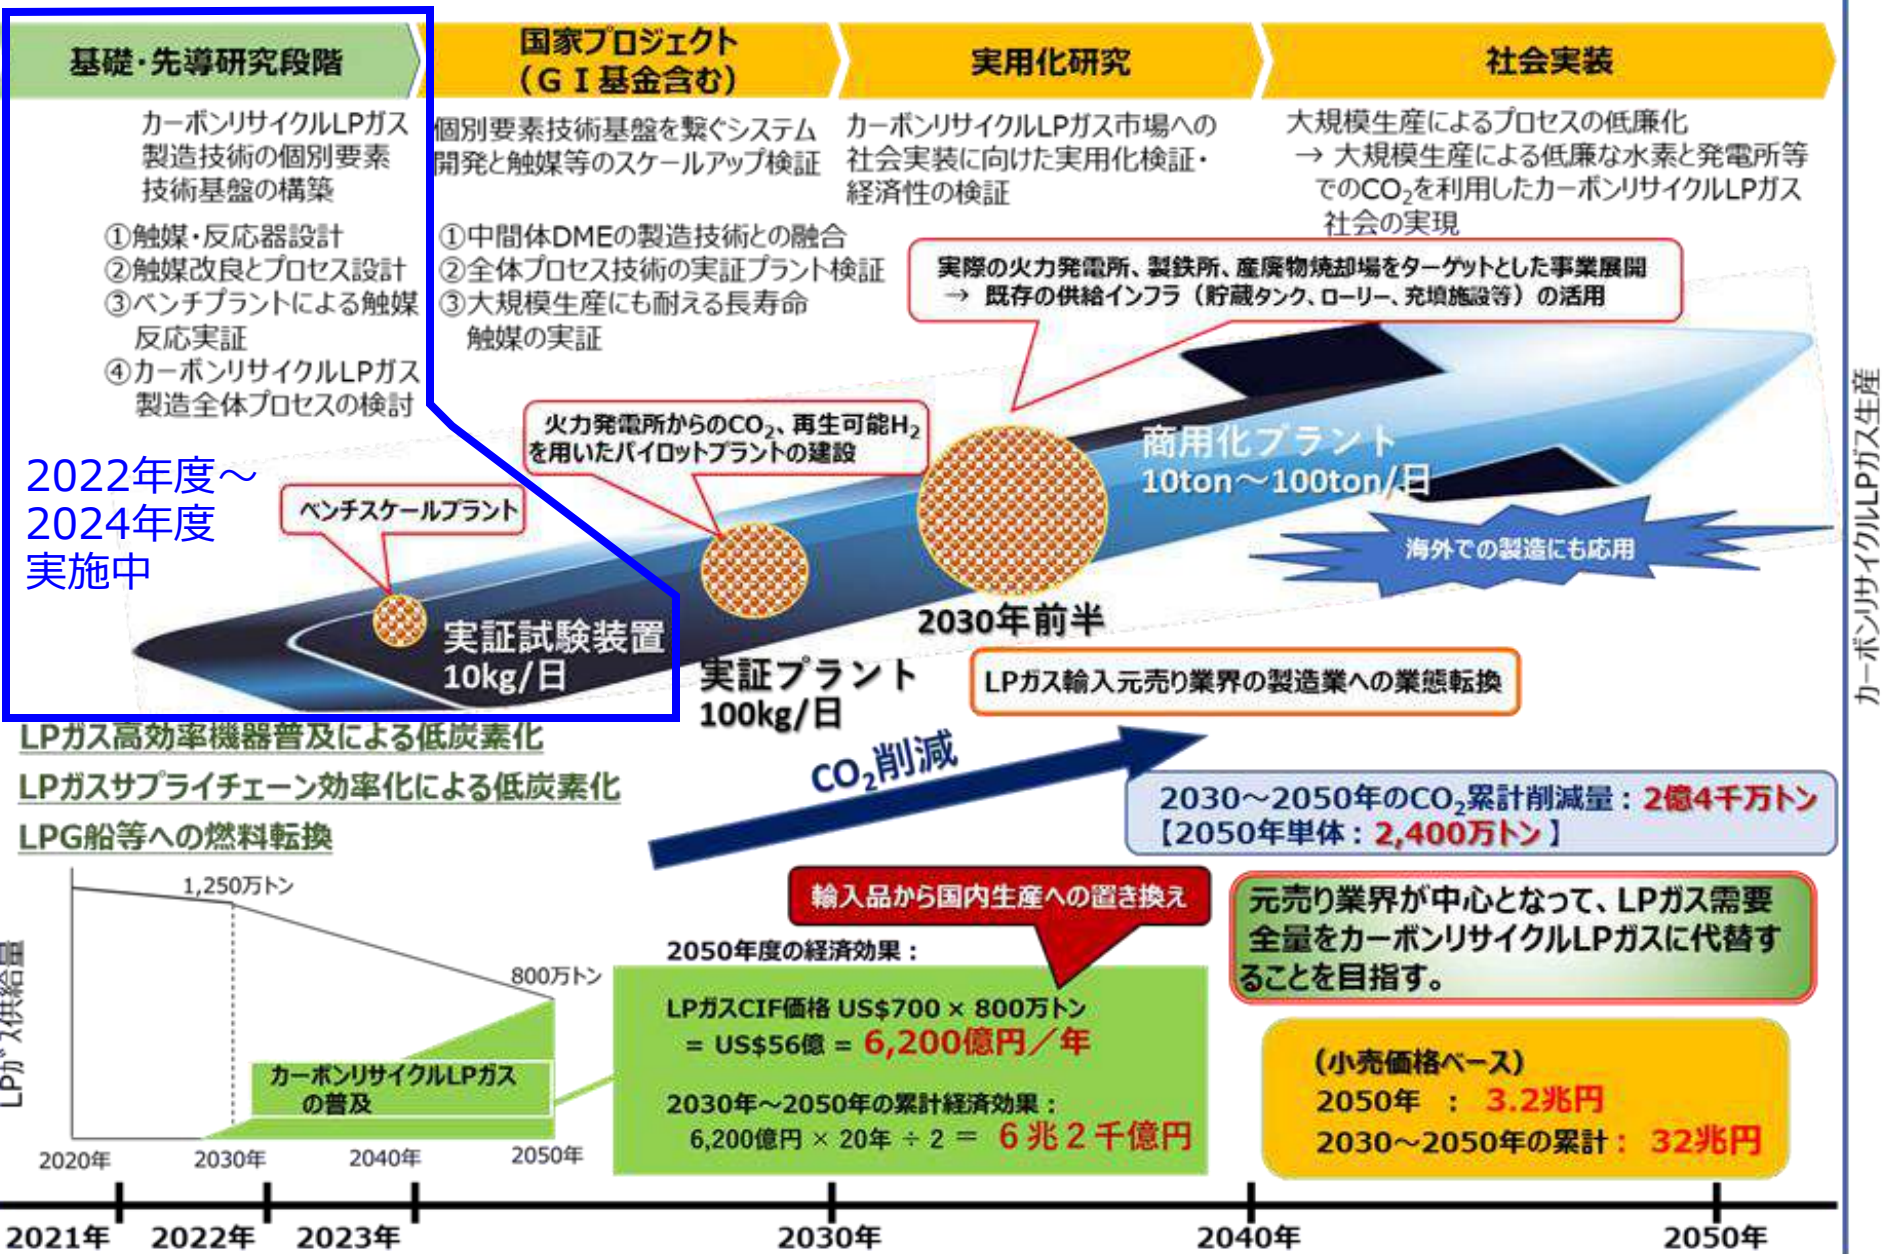 基礎・先導研究段階
国家プロジェクト
（ＧＩ基金含む）
実用化研究
社会実装
カーボンリサイクルLPガス
製造技術の個別要素
技術基盤の構築
①触媒・反応器設計
②触媒改良とプロセス設計
③ベンチプラントによる触媒
反応実証
④カーボンリサイクルLPガス
製造全体プロセスの検討
個別要素技術基盤を繋ぐシステム
開発と触媒等のスケールアップ検証
①中間体DMEの製造技術との融合
②全体プロセス技術の実証プラント検証
③大規模生産にも耐える長寿命
触媒の実証
カーボンリサイクルLPガス市場への
社会実装に向けた実用化検証・
経済性の検証
大規模生産によるプロセスの低廉化
→ 大規模生産による低廉な水素と発電所等
でのCO₂を利用したカーボンリサイクルLPガス
社会の実現
実際の火力発電所、製鉄所、産廃物焼却場をターゲットとした事業展開
→ 既存の供給インフラ（貯蔵タンク、ローリー、充填施設等）の活用
火力発電所からのCO₂、再生可能H₂
を用いたパイロットプラントの建設
2022年度～
2024年度
実施中
ベンチスケールプラント
商用化プラント
10ton～100ton/日
海外での製造にも応用
実証試験装置
10kg/日
実証プラント
100kg/日
2030年前半
LPガス輸入元売り業界の製造業への業態転換
カーボンリサイクルLPガス生産
LPガス高効率機器普及による低炭素化
LPガスサプライチェーン効率化による低炭素化
LPG船等への燃料転換
CO₂削減
2030～2050年のCO₂累計削減量：2億4千万トン
【2050年単体：2,400万トン】
輸入品から国内生産への置き換え
元売り業界が中心となって、LPガス需要
全量をカーボンリサイクルLPガスに代替す
ることを目指す。
LPガス供給量
1,250万トン
800万トン
カーボンリサイクルLPガス
の普及
2020年
2030年
2040年
2050年
2050年度の経済効果：
LPガスCIF価格 US$700 × 800万トン
= US$56億 = 6,200億円／年
2030年～2050年の累計経済効果：
6,200億円 × 20年 ÷ 2 ＝ ６兆２千億円
(小売価格ベース)
2050年 ： 3.2兆円
2030～2050年の累計： 32兆円
2021年
2022年
2023年
2030年
2040年
2050年